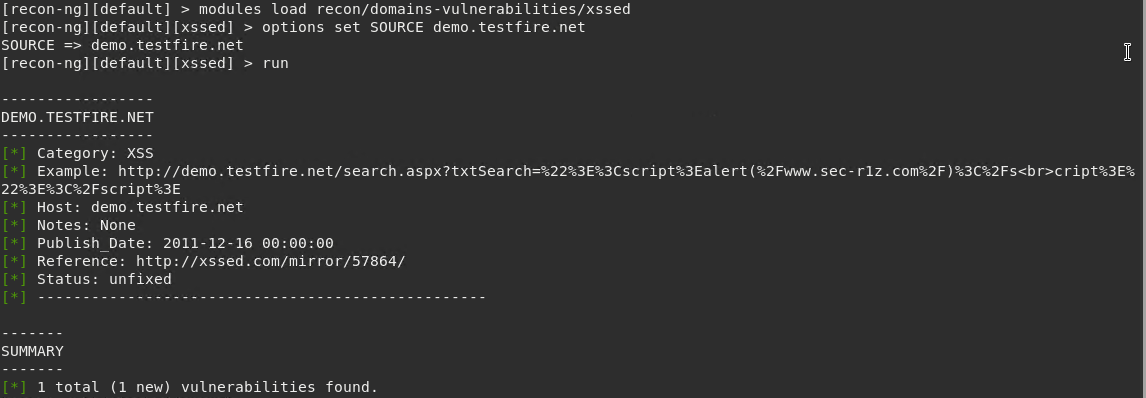 [recon-ng][default] > modules load recon/domains-vulnerabilities/xssed
[recon-ng][default][xssed] > options set SOURCE demo.testfire.net
SOURCE => demo.testfire.net
[recon-ng][default][xssed] > run
-----------------
DEMO.TESTFIRE.NET
-----------------
[*] Category: XSS
[*] Example: http://demo.testfire.net/search.aspx?txtSearch=%22%3E%3Cscript%3Ealert(%2Fwww.sec-r1z.com%2F)%3C%2Fs<br>cript%3E%
22%3E%3C%2Fscript%3E
[*] Host: demo.testfire.net
[*] Notes: None
[*] Publish_Date: 2011-12-16 00:00:00
[*] Reference: http://xssed.com/mirror/57864/
[*] Status: unfixed
[*] --------------------------------------------------
-------
SUMMARY
-------
[*] 1 total (1 new) vulnerabilities found.